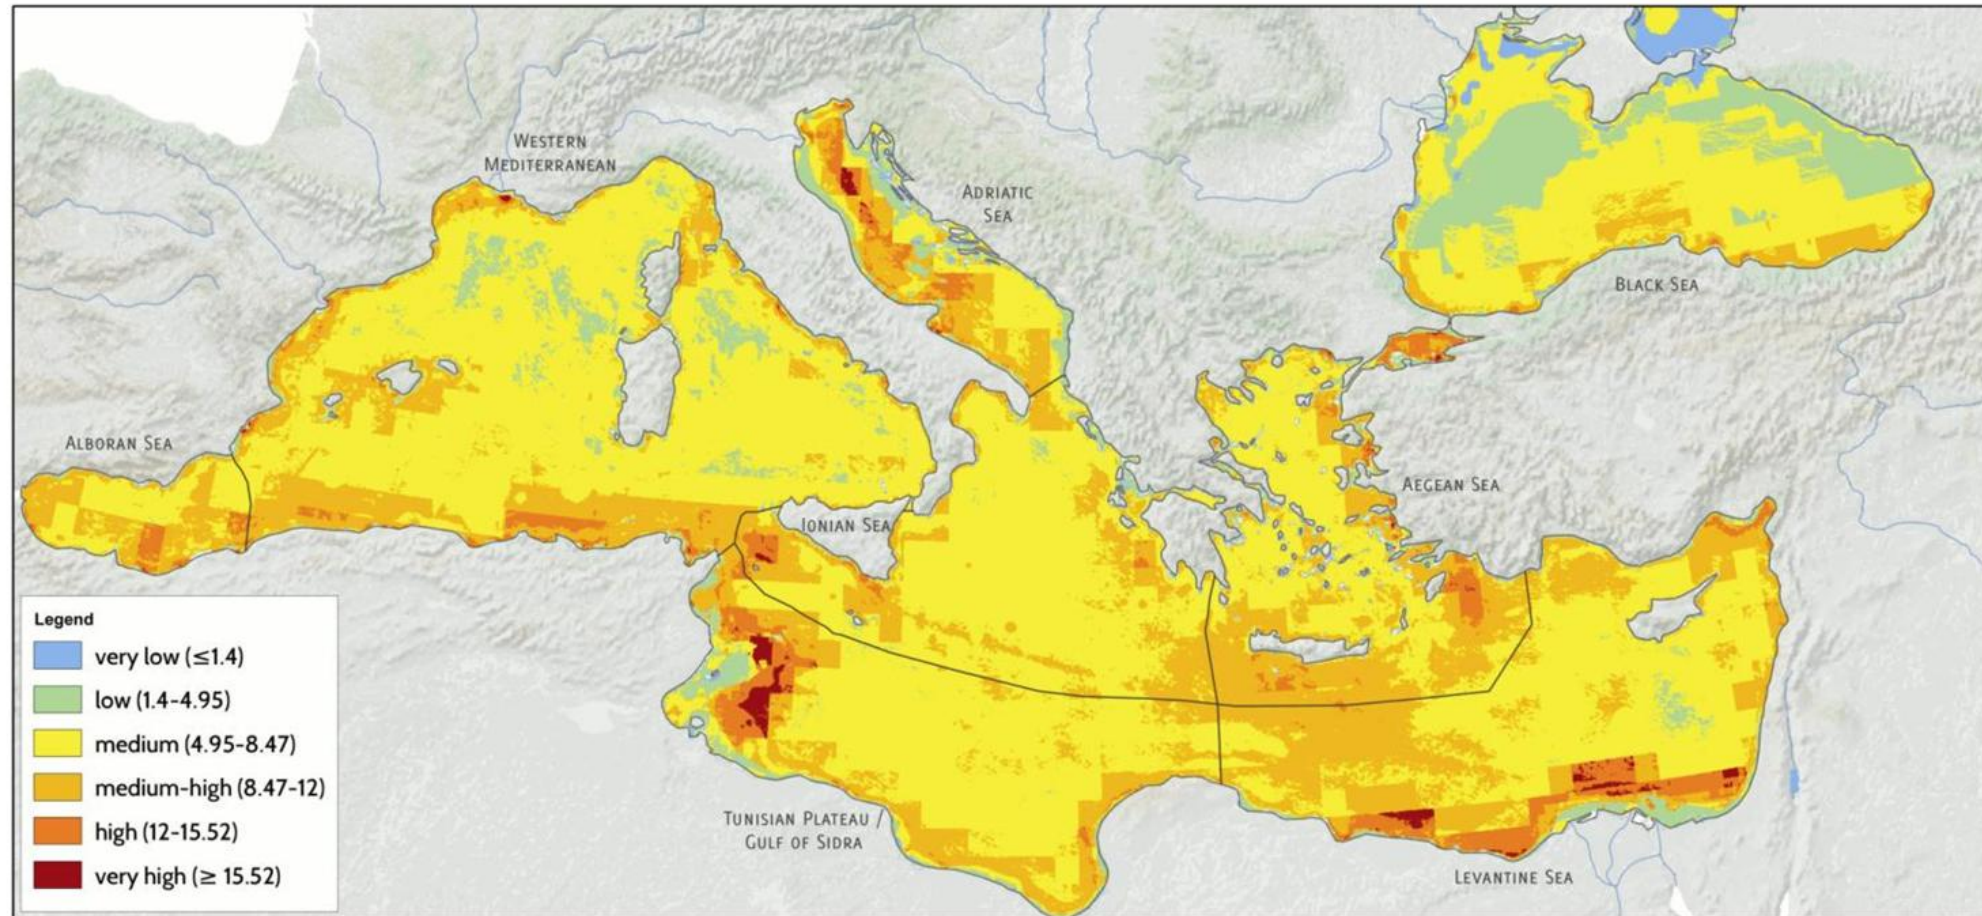 WESTERN
MEDITERRANEAN
ADRIATIC
SEA
BLACK SEA
ALBORAN SEA
IONIAN SEA
AEGEAN SEA
TUNISIAN PLATEAU /
GULF OF SIDRA
LEVANTINE SEA
Legend
very low (≤1.4)
low (1.4-4.95)
medium (4.95-8.47)
medium-high (8.47-12)
high (12-15.52)
very high (≥ 15.52)